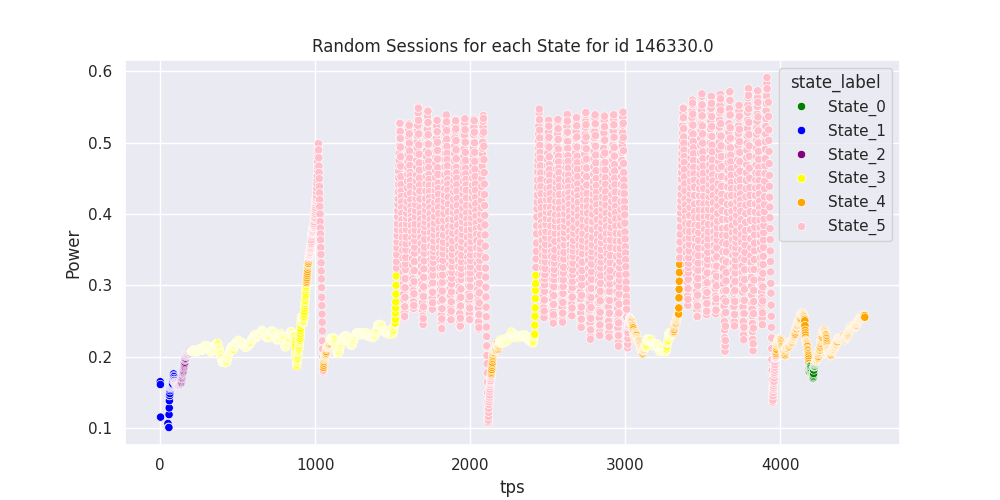 Random Sessions for each State for id 146330.0
Power
0.6
0.5
0.4
0.3
0.2
0.1
0
1000
2000
3000
4000
tps
state_label
State_0
State_1
State_2
State_3
State_4
State_5